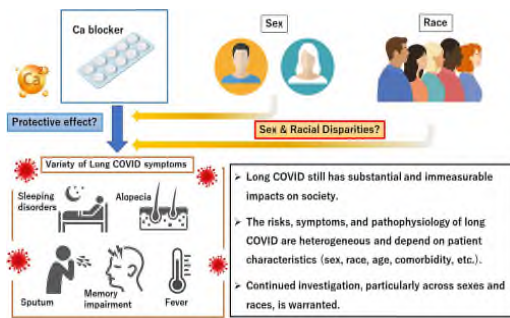 Ca blocker
Sex
Race
Ca
Protective effect?
Sex & Racial Disparities?
Variety of Long COVID symptoms
Sleeping
disorders
Alopecia
Sputum
Memory
impairment
Fever
➢ Long COVID still has substantial and immeasurable
impacts on society.
➢ The risks, symptoms, and pathophysiology of long
COVID are heterogeneous and depend on patient
characteristics (sex, race, age, comorbidity, etc.).
➢ Continued investigation, particularly across sexes and
races, is warranted.